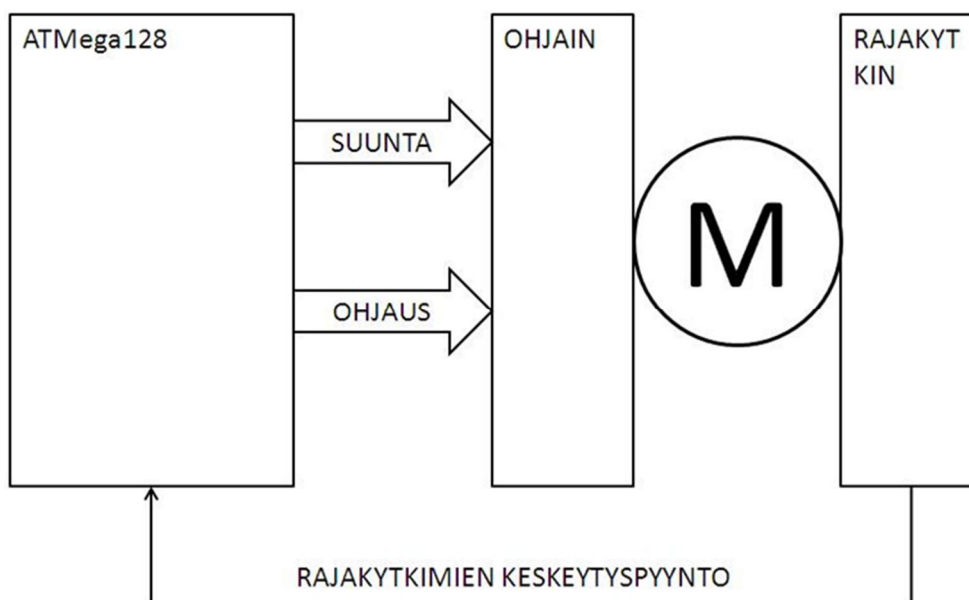 ATMega128
OHJAIN
RAJAKYT
KIN
SUUNTA
M
OHJAUS
RAJAKYTKIMIEN KESKEYTYSPYYNTO